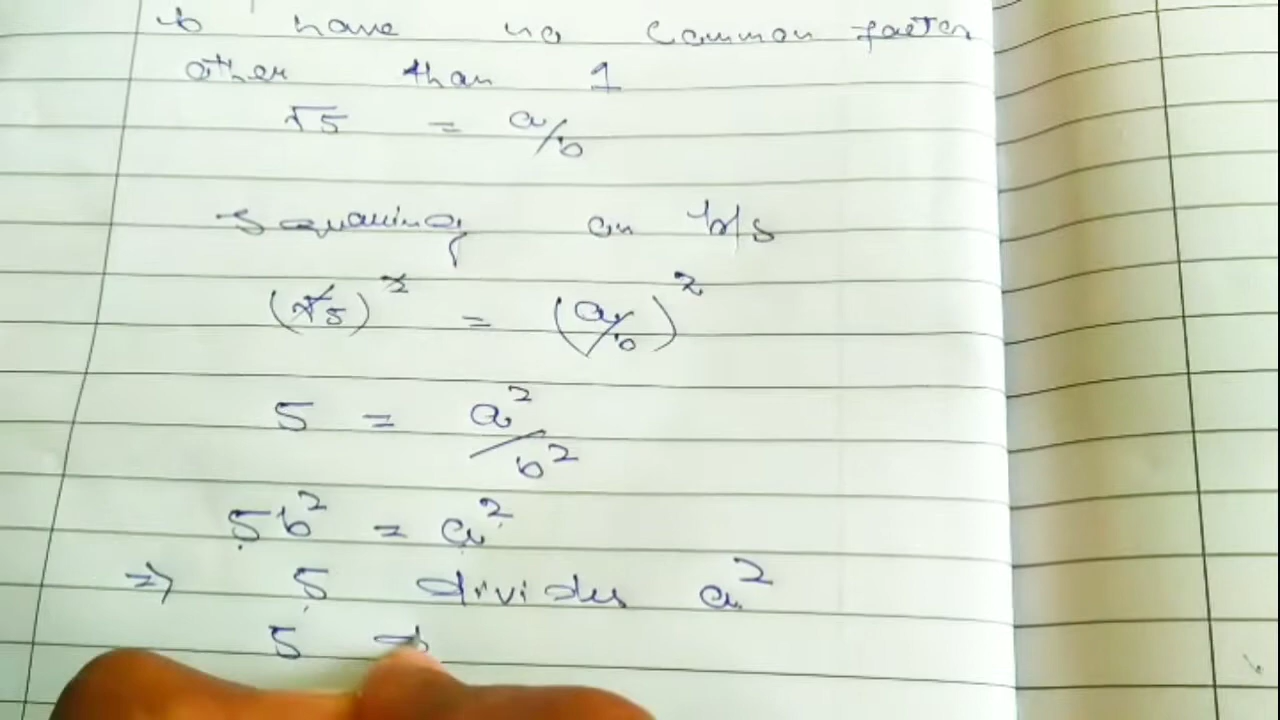 b have no common factor
other than 1
√5 = a/b
Squaring on b/s
(√5)² = (a/b)²
5 = a²/b²
5b² = a²
=> 5 divides a²
5 d